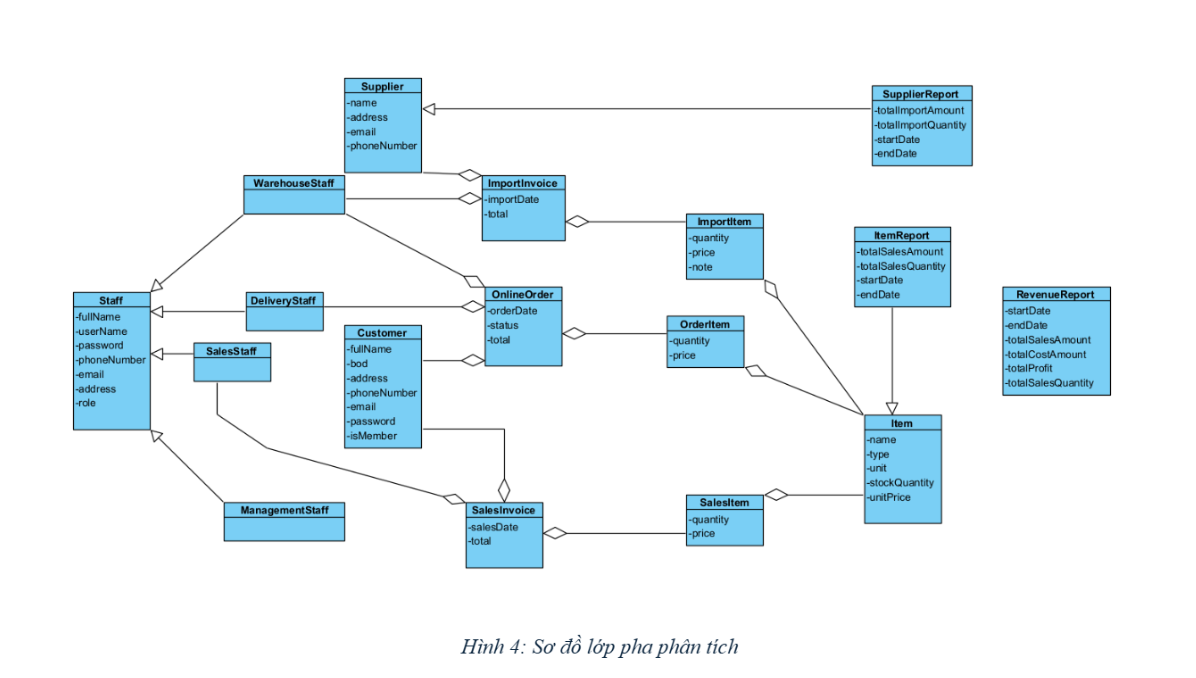 Supplier
-name
-address
-email
-phoneNumber
SupplierReport
-totalImportAmount
-totalImportQuantity
-startDate
-endDate
WarehouseStaff
ImportInvoice
-importDate
-total
ImportItem
-quantity
-price
-note
ItemReport
-totalSalesAmount
-totalSalesQuantity
-startDate
-endDate
Staff
-fullName
-userName
-password
-phoneNumber
-email
-address
-role
DeliveryStaff
OnlineOrder
-orderDate
-status
-total
RevenueReport
-startDate
-endDate
-totalSalesAmount
-totalCostAmount
-totalProfit
-totalSalesQuantity
SalesStaff
Customer
-fullName
-bod
-address
-phoneNumber
-email
-password
-isMember
OrderItem
-quantity
-price
Item
-name
-type
-unit
-stockQuantity
-unitPrice
ManagementStaff
SalesInvoice
-salesDate
-total
SalesItem
-quantity
-price
Hình 4: Sơ đồ lớp pha phân tích